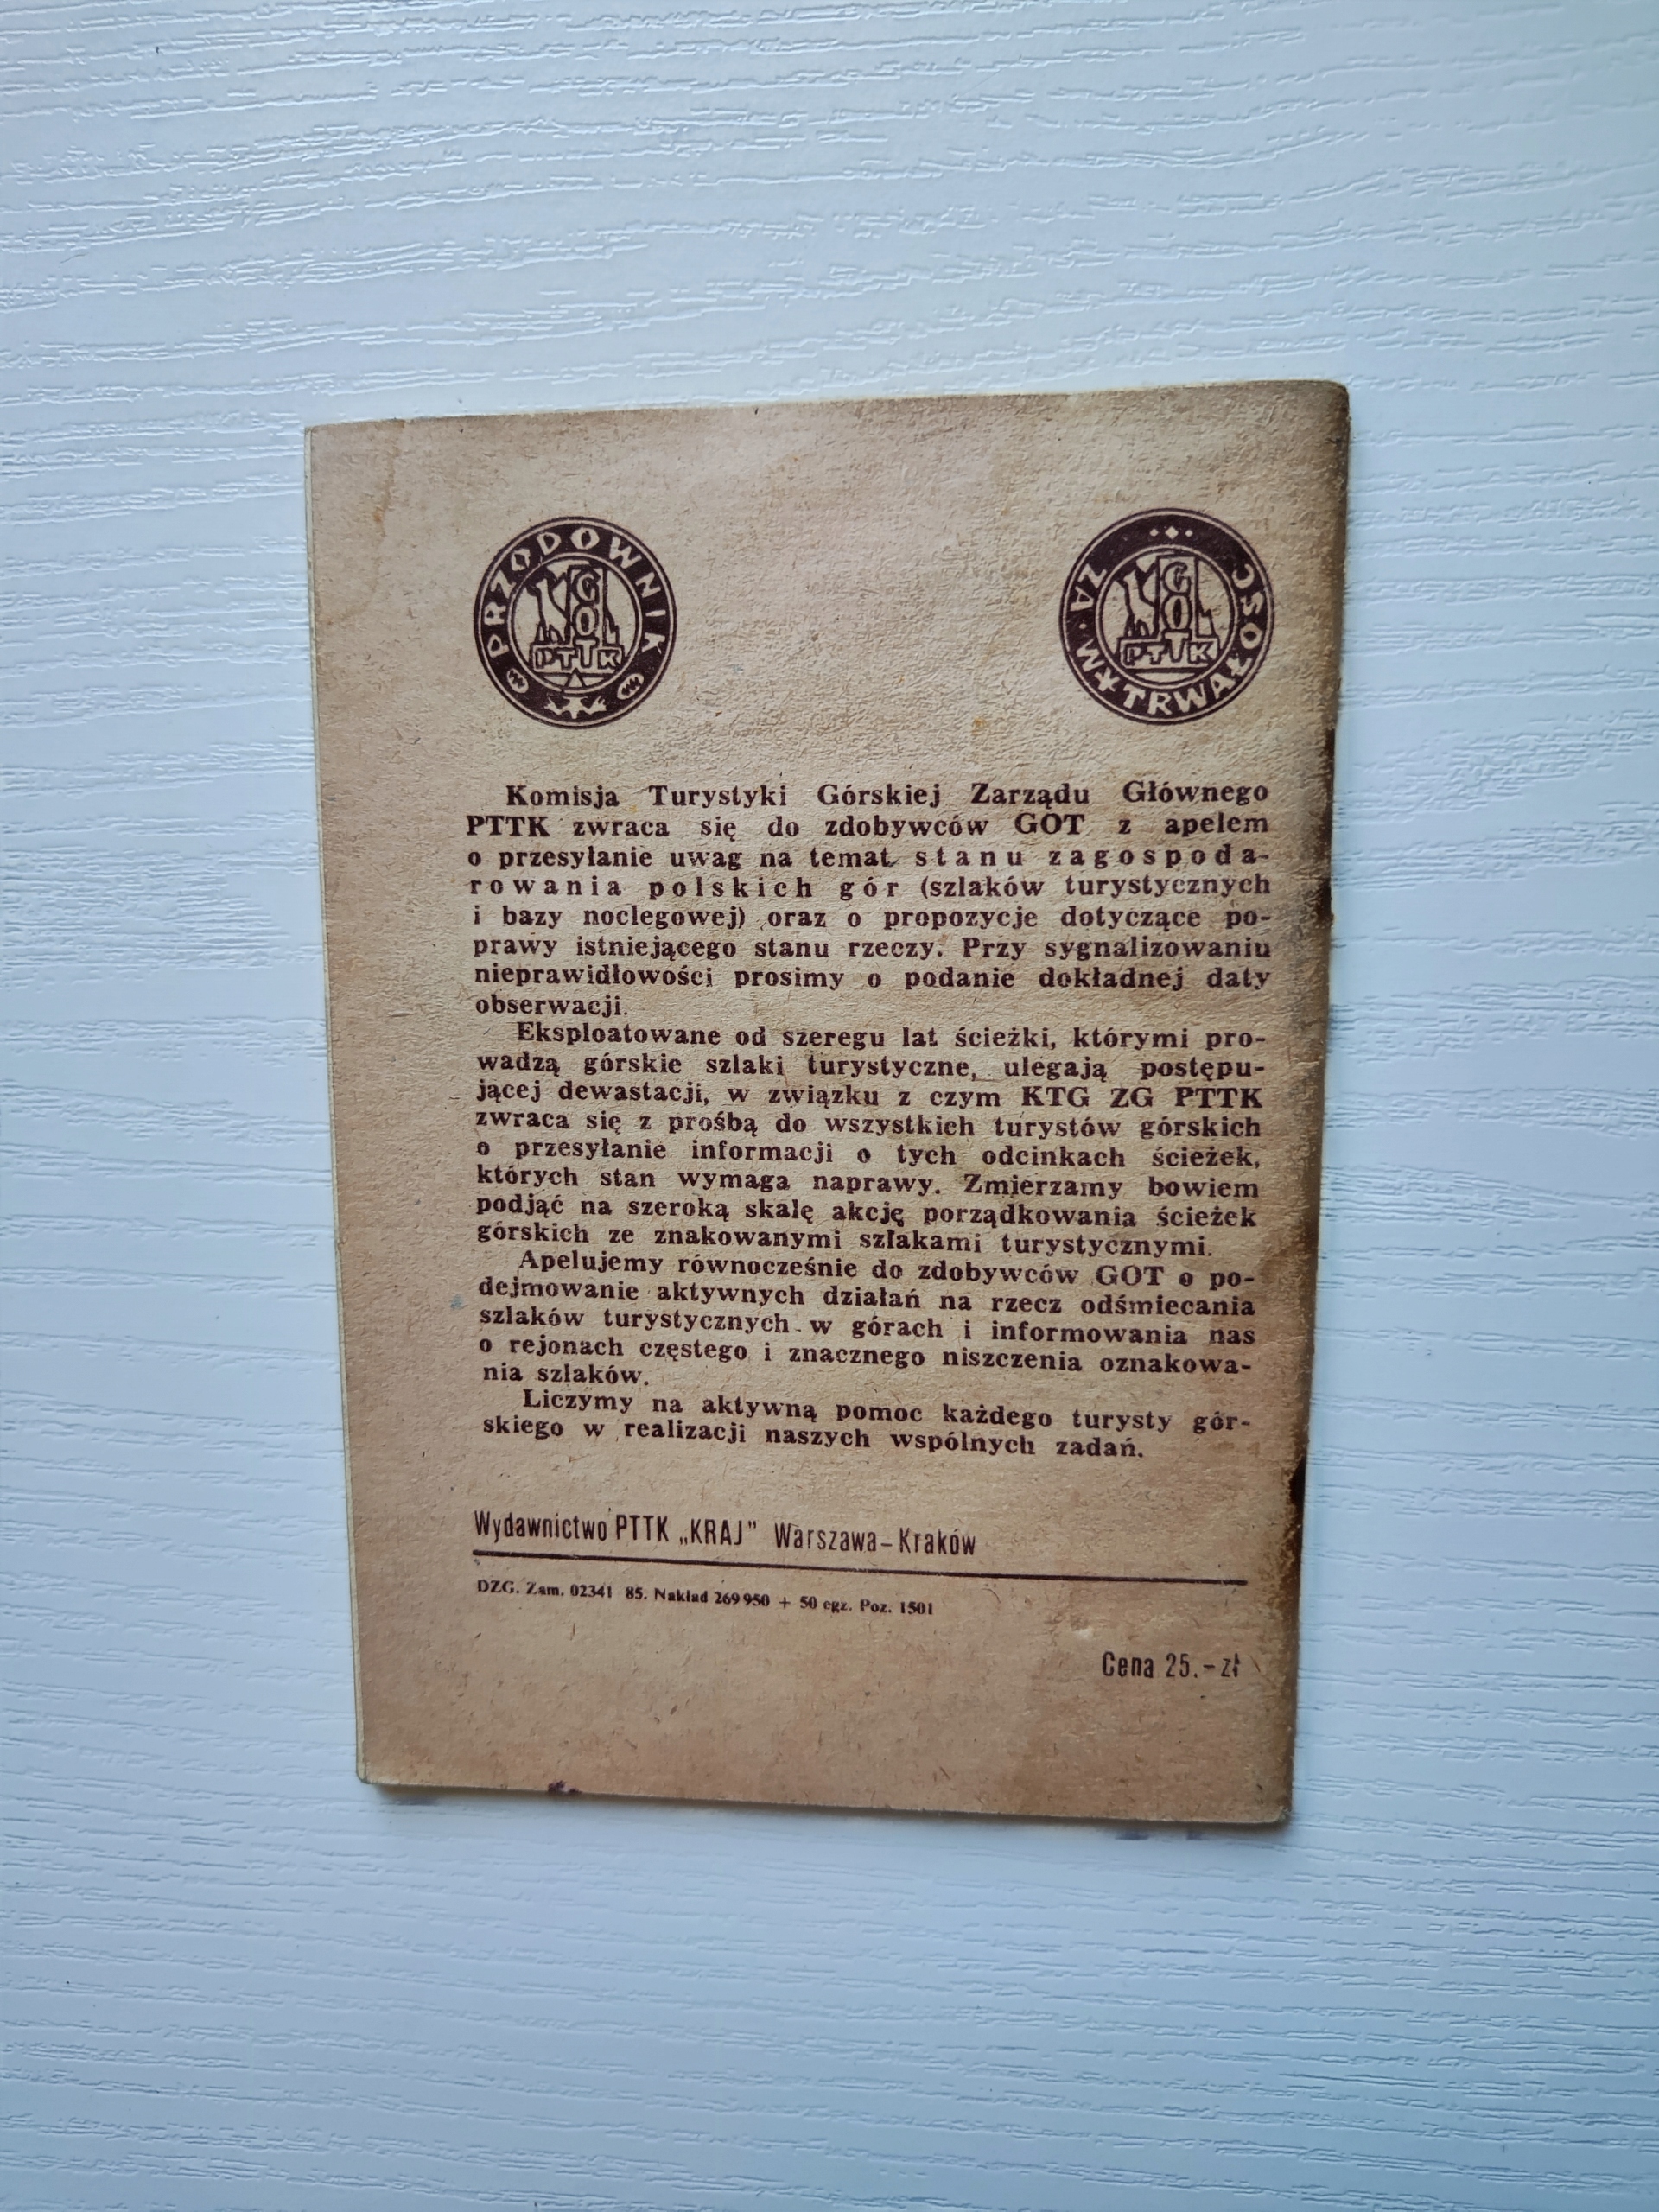 PRZODOWNIK
GOT
PTTK
ZA·WYTRWAŁOŚĆ
GOT
PTTK
Komisja Turystyki Górskiej Zarządu Głównego
PTTK zwraca się do zdobywców GOT z apelem
o przesyłanie uwag na temat stanu zagospoda-
rowania polskich gór (szlaków turystycznych
i bazy noclegowej) oraz o propozycje dotyczące po-
prawy istniejącego stanu rzeczy. Przy sygnalizowaniu
nieprawidłowości prosimy o podanie dokładnej daty
obserwacji.
Eksploatowane od szeregu lat ścieżki, którymi pro-
wadzą górskie szlaki turystyczne, ulegają postępu-
jącej dewastacji, w związku z czym KTG ZG PTTK
zwraca się z prośbą do wszystkich turystów górskich
o przesyłanie informacji o tych odcinkach ścieżek,
których stan wymaga naprawy. Zmierzamy bowiem
podjąć na szeroką skalę akcję porządkowania ścieżek
górskich ze znakowanymi szlakami turystycznymi.
Apelujemy równocześnie do zdobywców GOT o po-
dejmowanie aktywnych działań na rzecz odśmiecania
szlaków turystycznych w górach i informowania nas
o rejonach częstego i znacznego niszczenia oznakowa-
nia szlaków.
Liczymy na aktywną pomoc każdego turysty gór-
skiego w realizacji naszych wspólnych zadań.
Wydawnictwo PTTK „KRAJ" Warszawa–Kraków
DZG. Zam. 02341 85. Nakład 269 950 + 50 egz. Poz. 1501
Cena 25.– zł